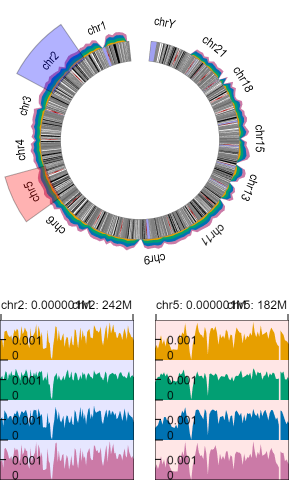 chrY
chr1
chr2
chr21
chr18
chr3
chr15
chr4
chr5
chr13
chr6
chr11
chr9
chr2: 0.000001M
chr2: 242M
chr5: 0.000001M
chr5: 182M
0.001
0
0.001
0
0.001
0
0.001
0
0.001
0
0.001
0
0.001
0
0.001
0